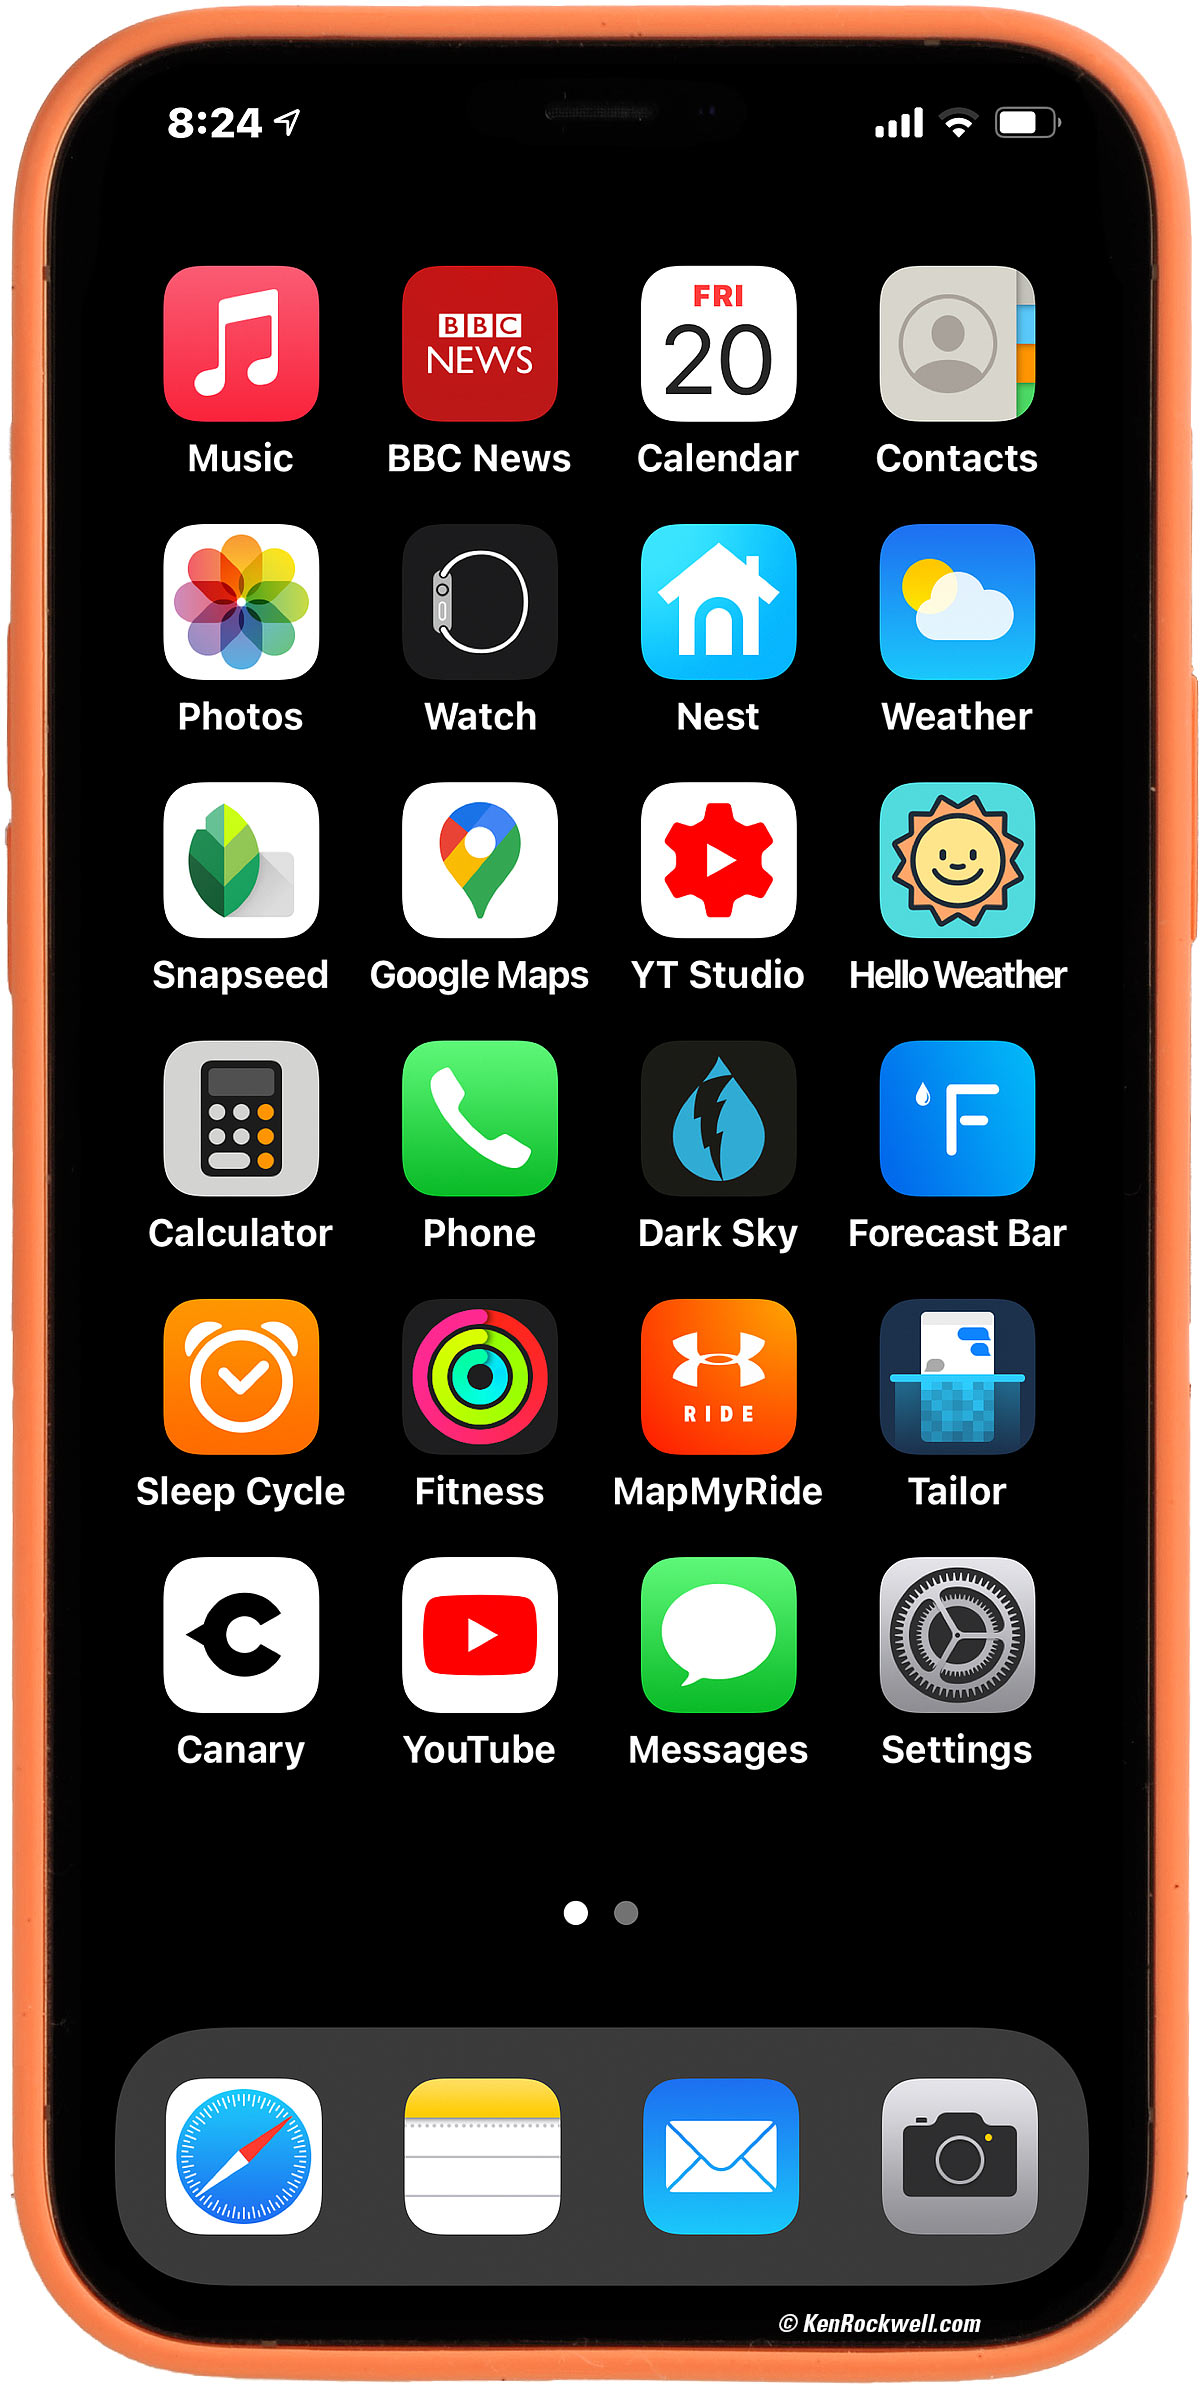 8:24
FRI
BBC
NEWS
20
Music BBC News Calendar Contacts
Photos Watch Nest Weather
Snapseed Google Maps YT Studio Hello Weather
F
Calculator Phone Dark Sky Forecast Bar
RIDE
Sleep Cycle Fitness MapMyRide Tailor
C
Canary YouTube Messages Settings
© KenRockwell.com